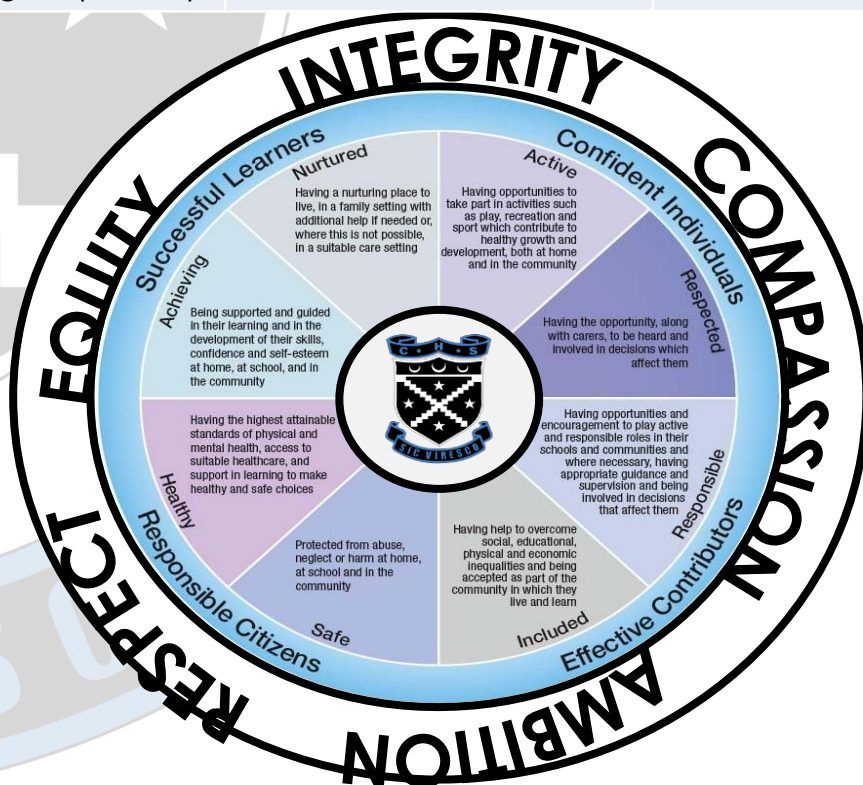 INTEGRITY
COMPASSION
AMBITION
RESPECT
EQUITY
Successful Learners
Confident Individuals
Effective Contributors
Responsible Citizens
Nurtured
Having a nurturing place to
live, in a family setting with
additional help if needed or,
where this is not possible,
in a suitable care setting
Active
Having opportunities to
take part in activities such
as play, recreation and
sport which contribute to
healthy growth and
development, both at home
and in the community
Respected
Having the opportunity, along
with carers, to be heard and
involved in decisions which
affect them
Responsible
Having opportunities and
encouragement to play active
and responsible roles in their
schools and communities and
where necessary, having
appropriate guidance and
supervision and being
involved in decisions
that affect them
Included
Having help to overcome
social, educational,
physical and economic
inequalities and being
accepted as part of the
community in which they
live and learn
Safe
Protected from abuse,
neglect or harm at home,
at school and in the
community
Healthy
Having the highest attainable
standards of physical and
mental health, access to
suitable healthcare, and
support in learning to make
healthy and safe choices
Achieving
Being supported and guided
in their learning and in the
development of their skills,
confidence and self-esteem
at home, at school, and in
the community
C · H · S
SIC VIRESCO